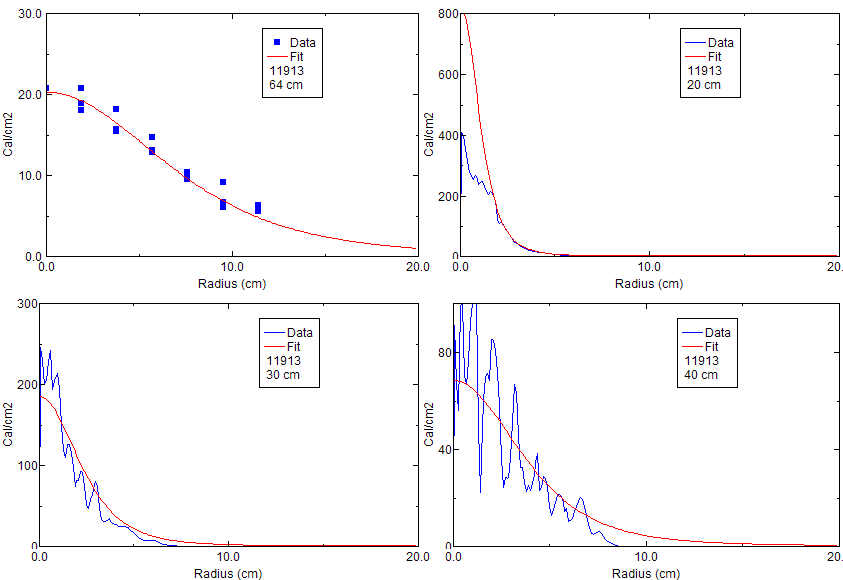 30.0
20.0
10.0
0.0
Cal/cm2
0.0
10.0
20.0
Radius (cm)
Data
Fit
11913
64 cm
800
600
400
200
0
Cal/cm2
0.0
10.0
20.0
Radius (cm)
Data
Fit
11913
20 cm
300
200
100
0
Cal/cm2
0.0
10.0
20.0
Radius (cm)
Data
Fit
11913
30 cm
80
40
0
Cal/cm2
0.0
10.0
20.0
Radius (cm)
Data
Fit
11913
40 cm